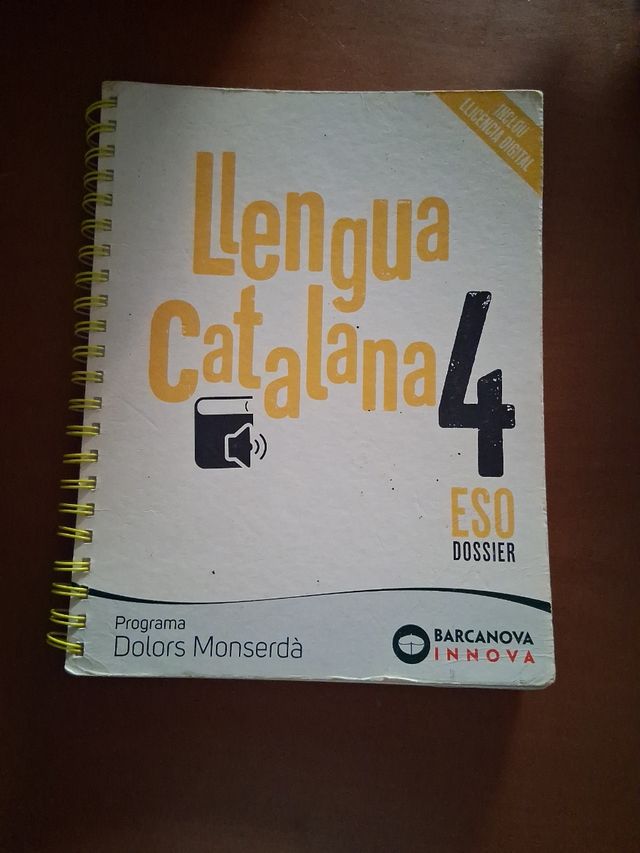 INCLOU
LLICÈNCIA DIGITAL
Llengua
Catalana 4
ESO
DOSSIER
Programa
Dolors Monserdà
BARCANOVA
INNOVA